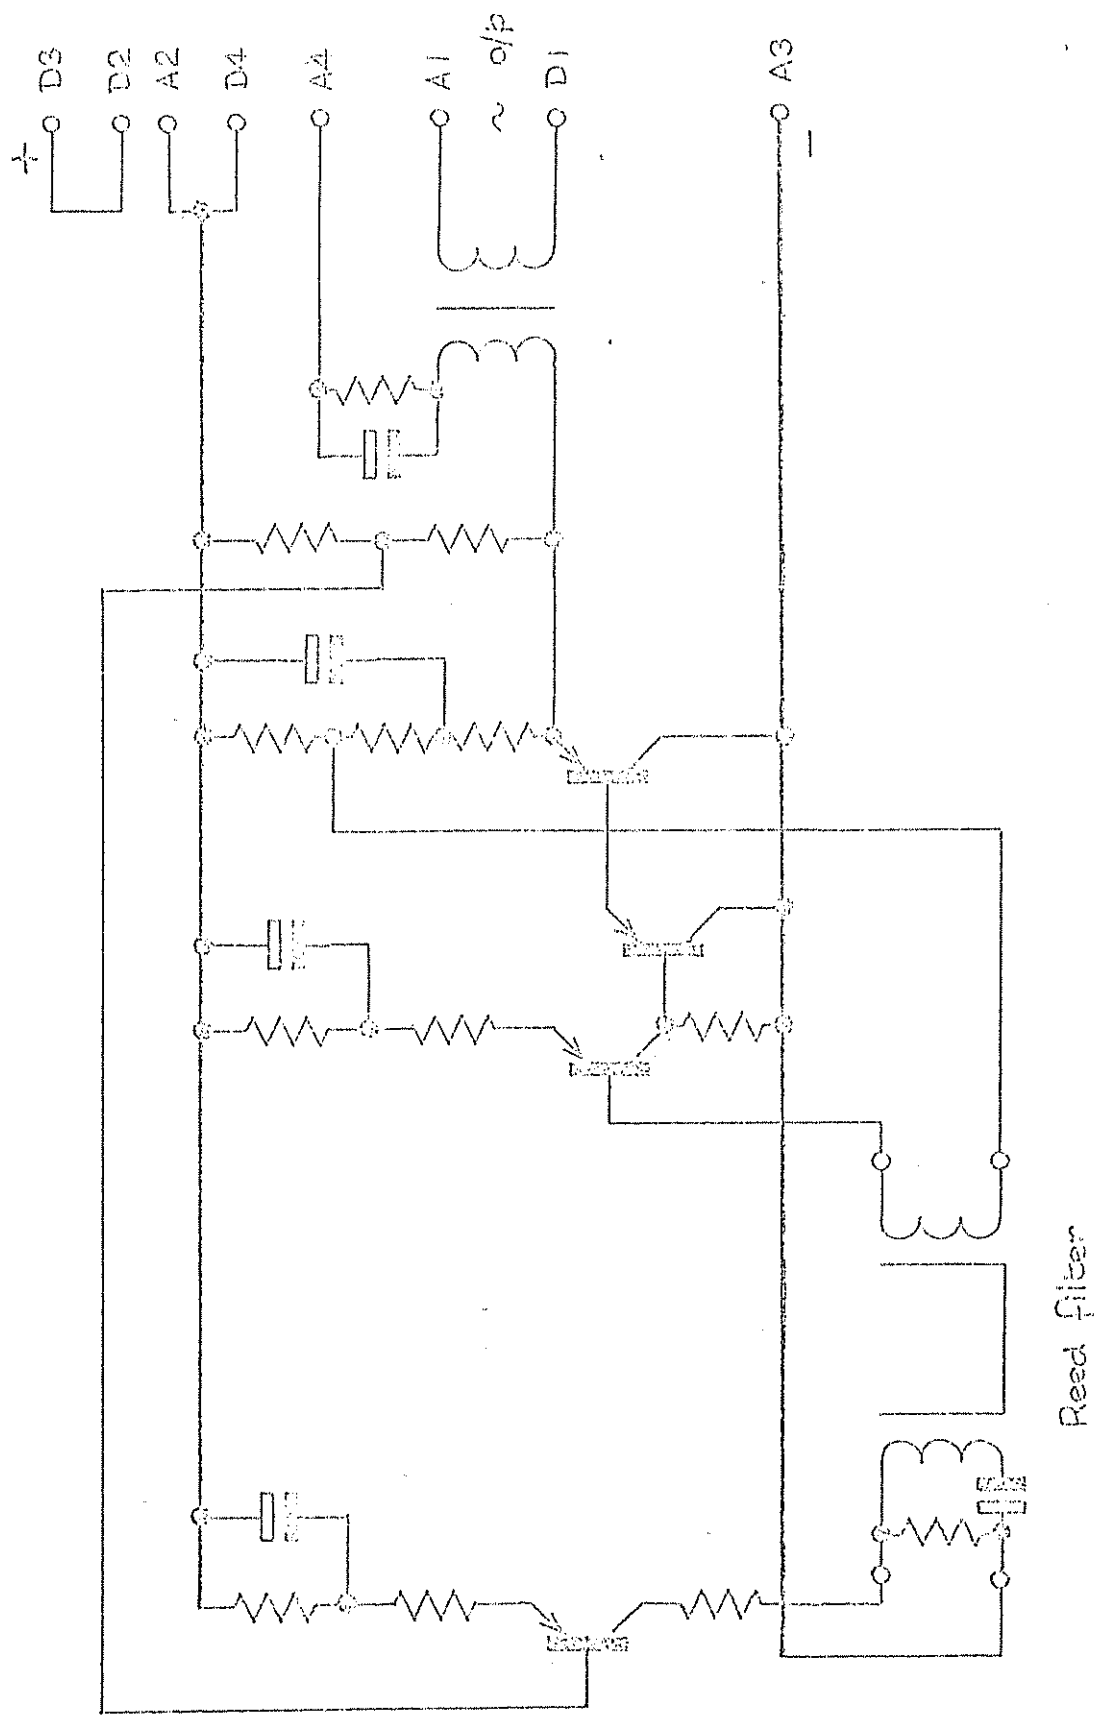 +
D3
D2
A2
D4
A4
A1
~ o/p
D1
A3
−
Reed filter